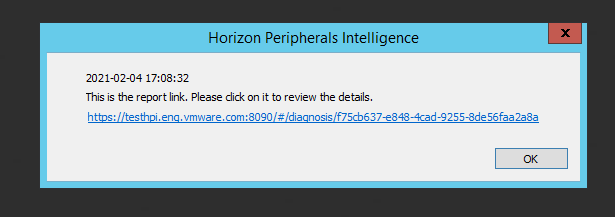 Horizon Peripherals Intelligence
x
2021-02-04 17:08:32
This is the report link. Please click on it to review the details.
https://testhpi.eng.vmware.com:8090/#/diagnosis/f75cb637-e848-4cad-9255-8de56faa2a8a
OK